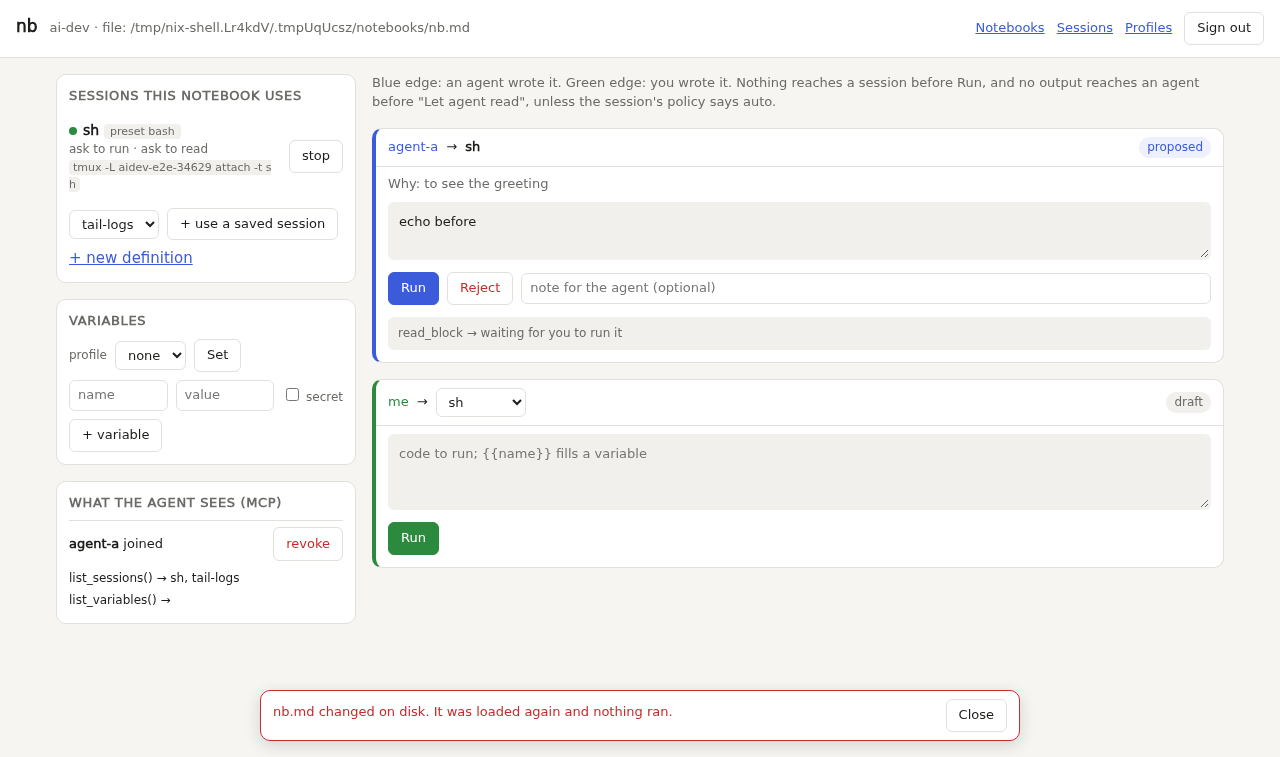 nb ai-dev · file: /tmp/nix-shell.Lr4kdV/.tmpUqUcsz/notebooks/nb.md Notebooks Sessions Profiles Sign out
SESSIONS THIS NOTEBOOK USES
sh preset bash
ask to run · ask to read
stop
tmux -L aidev-e2e-34629 attach -t s
h
tail-logs + use a saved session
+ new definition
VARIABLES
profile none Set
name value secret
+ variable
WHAT THE AGENT SEES (MCP)
agent-a joined revoke
list_sessions() → sh, tail-logs
list_variables() →
Blue edge: an agent wrote it. Green edge: you wrote it. Nothing reaches a session before Run, and no output reaches an agent
before "Let agent read", unless the session's policy says auto.
agent-a → sh proposed
Why: to see the greeting
echo before
Run Reject note for the agent (optional)
read_block → waiting for you to run it
me → sh draft
code to run; {{name}} fills a variable
Run
nb.md changed on disk. It was loaded again and nothing ran. Close